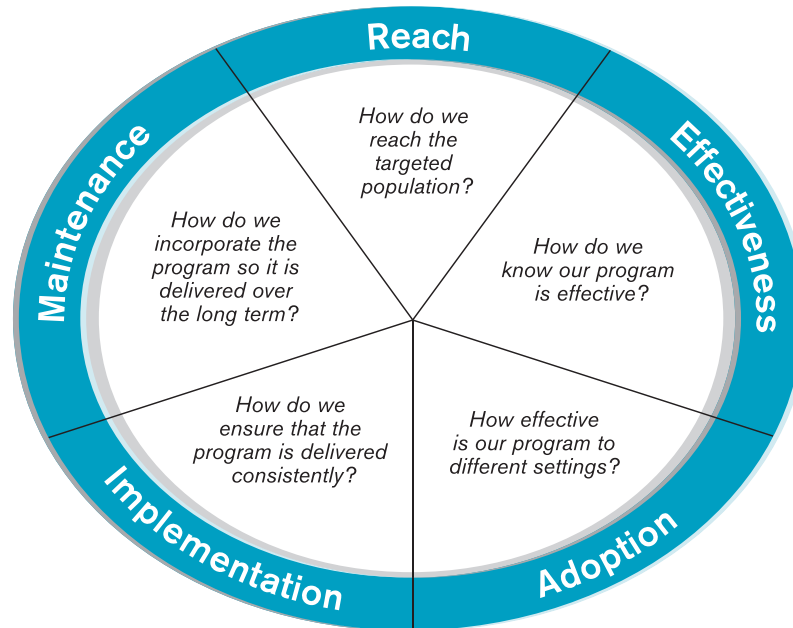 Reach
How do we
reach the
targeted
population?
Effectiveness
How do we
know our program
is effective?
Adoption
How effective
is our program to
different settings?
Implementation
How do we
ensure that the
program is delivered
consistently?
Maintenance
How do we
incorporate the
program so it is
delivered over
the long term?